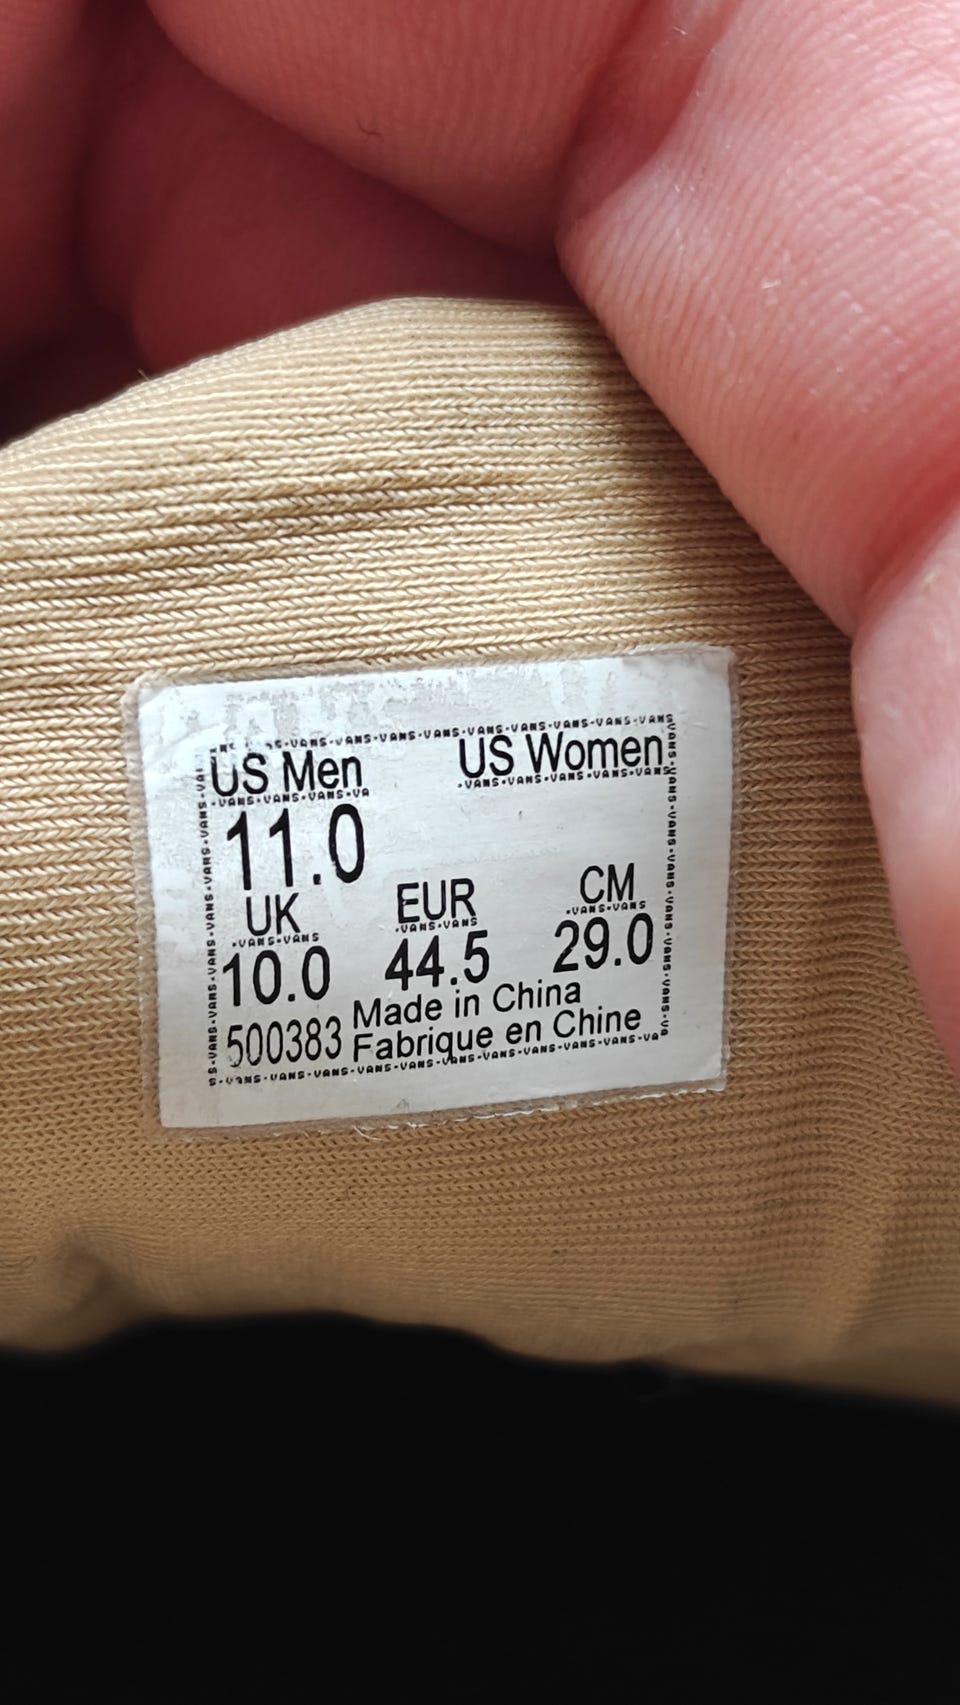 US Men US Women
11.0
UK EUR CM
10.0 44.5 29.0
500383 Made in China
Fabrique en Chine